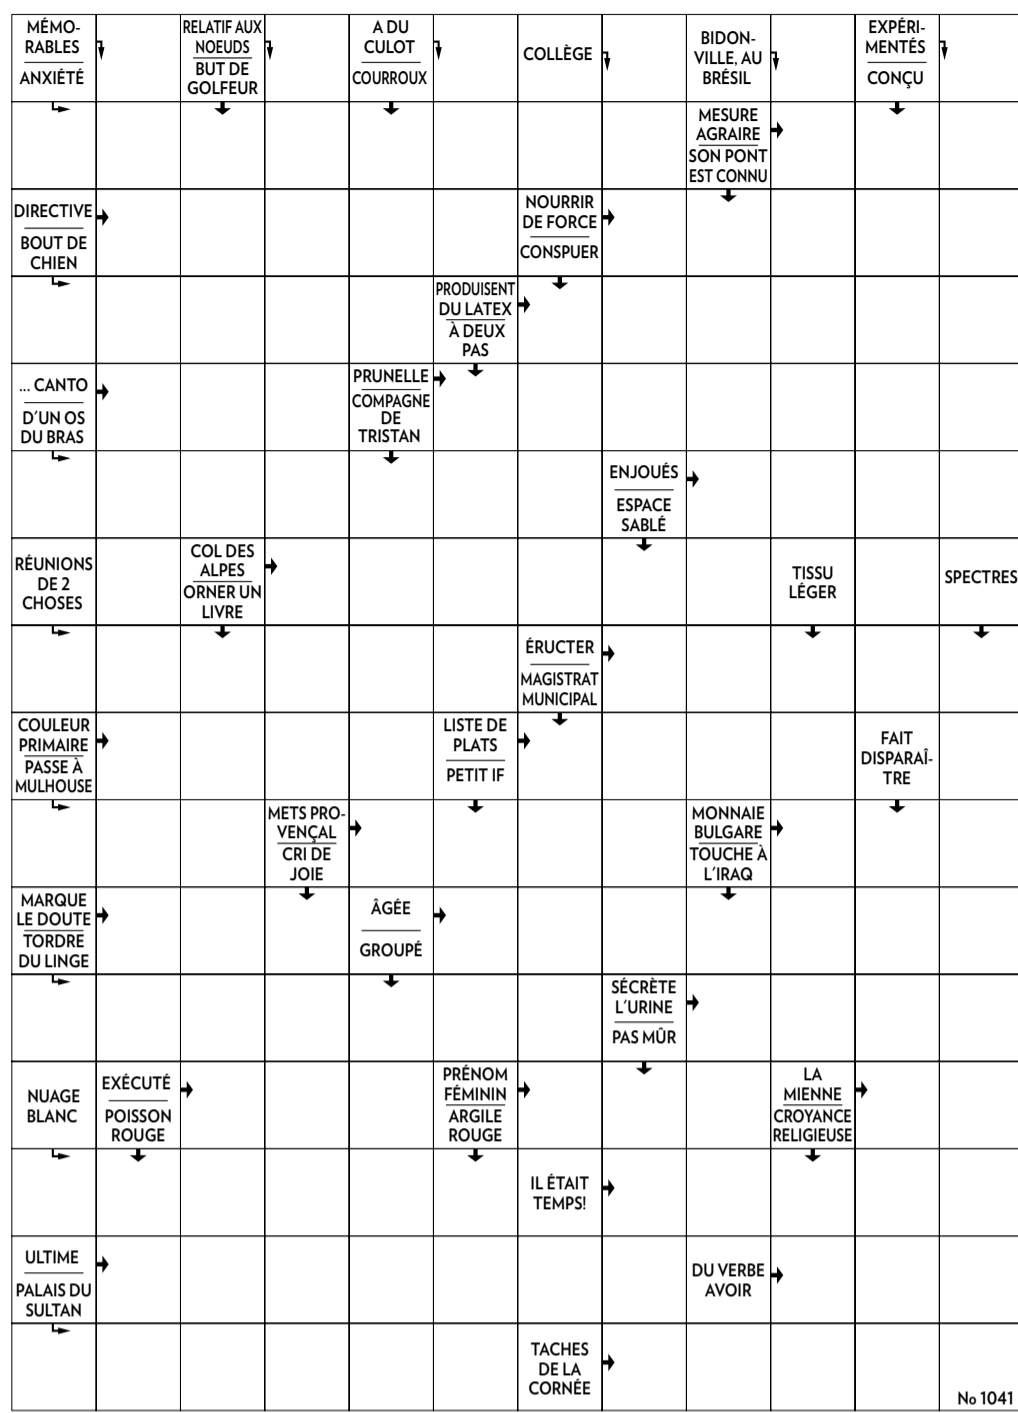 MÉMO-
RABLES
ANXIÉTÉ
RELATIF AUX
NOEUDS
BUT DE
GOLFEUR
A DU
CULOT
COURROUX
COLLÈGE
BIDON-
VILLE, AU
BRÉSIL
EXPÉRI-
MENTÉS
CONÇU
MESURE
AGRAIRE
SON PONT
EST CONNU
DIRECTIVE
BOUT DE
CHIEN
NOURRIR
DE FORCE
CONSPUER
PRODUISENT
DU LATEX
À DEUX
PAS
... CANTO
D'UN OS
DU BRAS
PRUNELLE
COMPAGNE
DE
TRISTAN
ENJOUÉS
ESPACE
SABLÉ
RÉUNIONS
DE 2
CHOSES
COL DES
ALPES
ORNER UN
LIVRE
TISSU
LÉGER
SPECTRES
ÉRUCTER
MAGISTRAT
MUNICIPAL
COULEUR
PRIMAIRE
PASSE À
MULHOUSE
LISTE DE
PLATS
PETIT IF
FAIT
DISPARAÎ-
TRE
METS PRO-
VENÇAL
CRI DE
JOIE
MONNAIE
BULGARE
TOUCHE À
L'IRAQ
MARQUE
LE DOUTE
TORDRE
DU LINGE
ÂGÉE
GROUPÉ
SÉCRÈTE
L'URINE
PAS MÛR
NUAGE
BLANC
EXÉCUTÉ
POISSON
ROUGE
PRÉNOM
FÉMININ
ARGILE
ROUGE
LA
MIENNE
CROYANCE
RELIGIEUSE
IL ÉTAIT
TEMPS!
ULTIME
PALAIS DU
SULTAN
DU VERBE
AVOIR
TACHES
DE LA
CORNÉE
No 1041